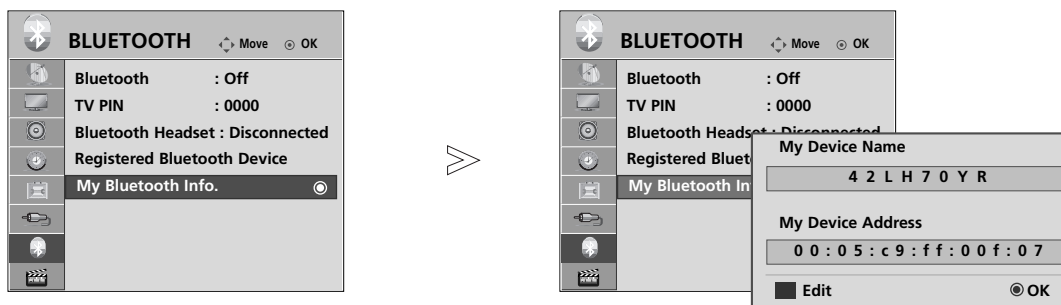 BLUETOOTH Move OK
Bluetooth : Off
TV PIN : 0000
Bluetooth Headset : Disconnected
Registered Bluetooth Device
My Bluetooth Info.
BLUETOOTH Move OK
Bluetooth : Off
TV PIN : 0000
Bluetooth Headset : Disconnected
Registered Bluet
My Bluetooth In
My Device Name
4 2 L H 7 0 Y R
My Device Address
0 0 : 0 5 : c 9 : f f : 0 0 f : 0 7
Edit OK